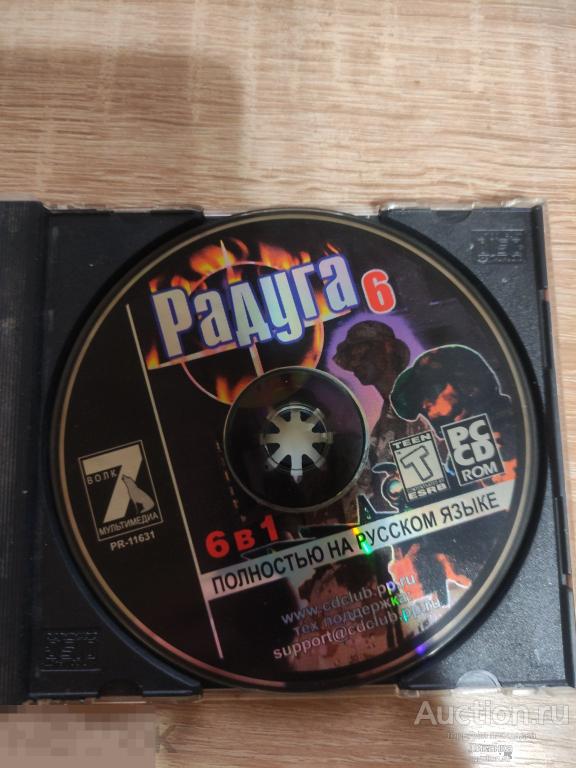 Радуга 6
TEEN
T
ESRB
PC
CD
ROM
7
ВОЛК
МУЛЬТИМЕДИА
PR-11631
6 в 1
ПОЛНОСТЬЮ НА РУССКОМ ЯЗЫКЕ
www.cdclub.pp.ru
тех.поддержка:
support@cdclub.pp.ru
Auction.ru